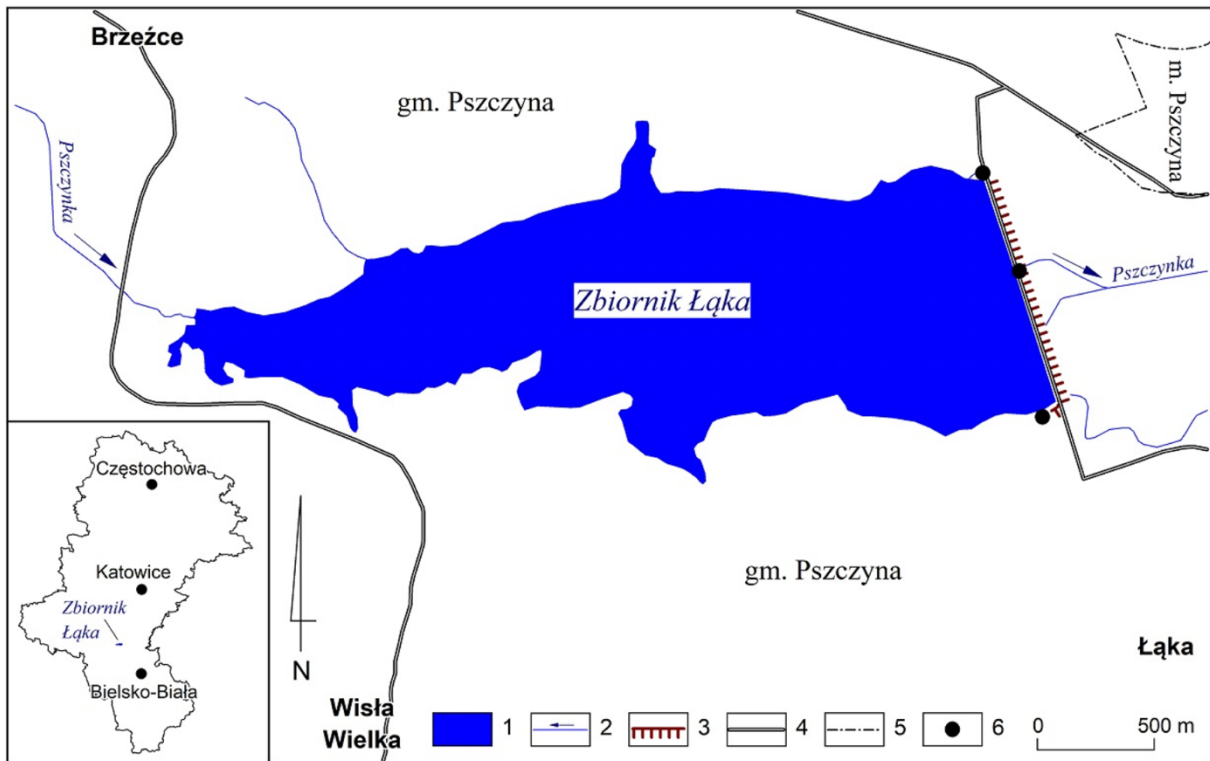 Brzeźce
gm. Pszczyna
m. Pszczyna
Pszczynka
Pszczynka
Zbiornik Łąka
gm. Pszczyna
Częstochowa
Katowice
Zbiornik
Łąka
Bielsko-Biała
N
Łąka
Wisła
Wielka
1 2 3 4 5 6 0 500 m